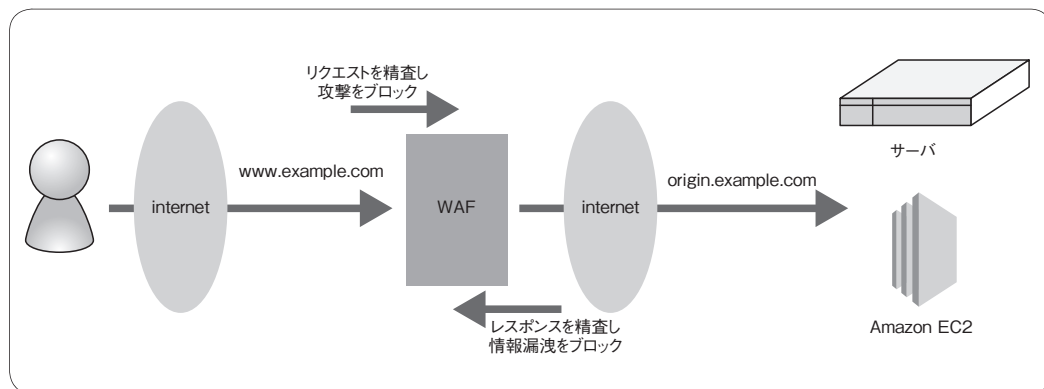 リクエストを精査し
攻撃をブロック
サーバ
www.example.com
origin.example.com
internet
WAF
internet
レスポンスを精査し
情報漏洩をブロック
Amazon EC2